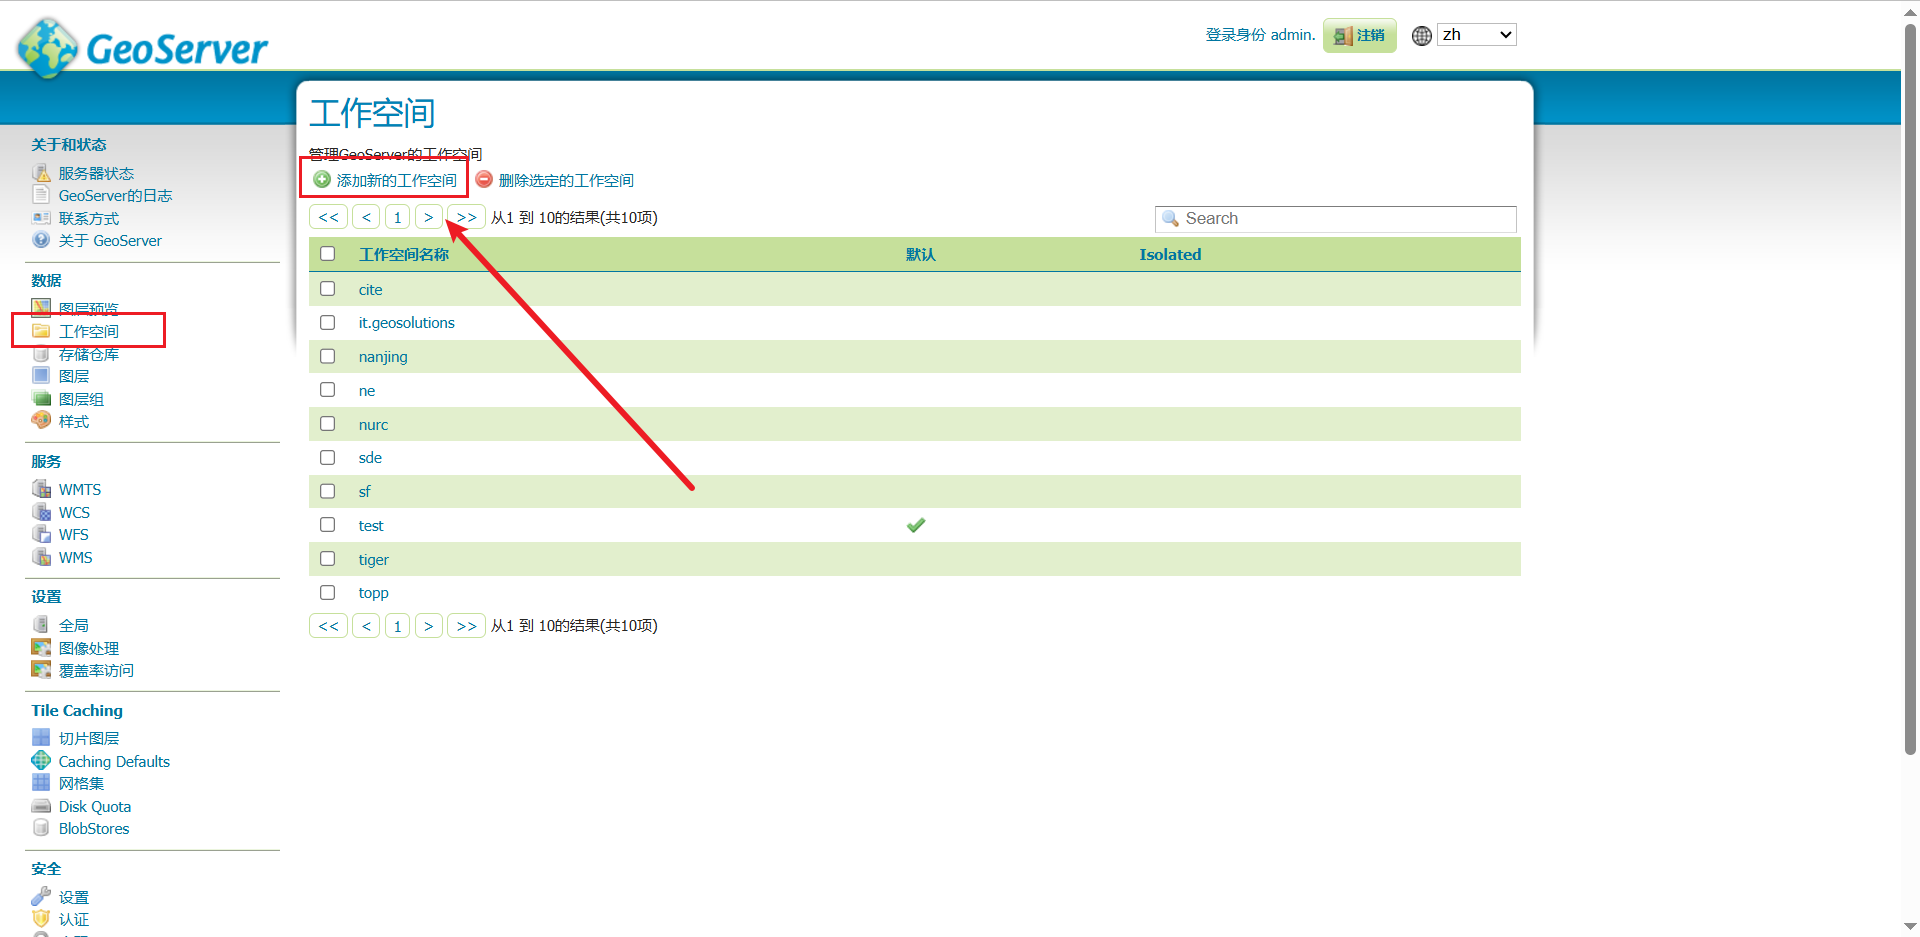 GeoServer
登录身份 admin.
注销
zh
关于和状态
服务器状态
GeoServer的日志
联系方式
关于 GeoServer
数据
图层预览
工作空间
存储仓库
图层
图层组
样式
服务
WMTS
WCS
WFS
WMS
设置
全局
图像处理
覆盖率访问
Tile Caching
切片图层
Caching Defaults
网格集
Disk Quota
BlobStores
安全
设置
认证
工作空间
管理GeoServer的工作空间
添加新的工作空间 删除选定的工作空间
<< < 1 > >> 从1 到 10的结果(共10项)
Search
工作空间名称 默认 Isolated
cite
it.geosolutions
nanjing
ne
nurc
sde
sf
test
tiger
topp
<< < 1 > >> 从1 到 10的结果(共10项)